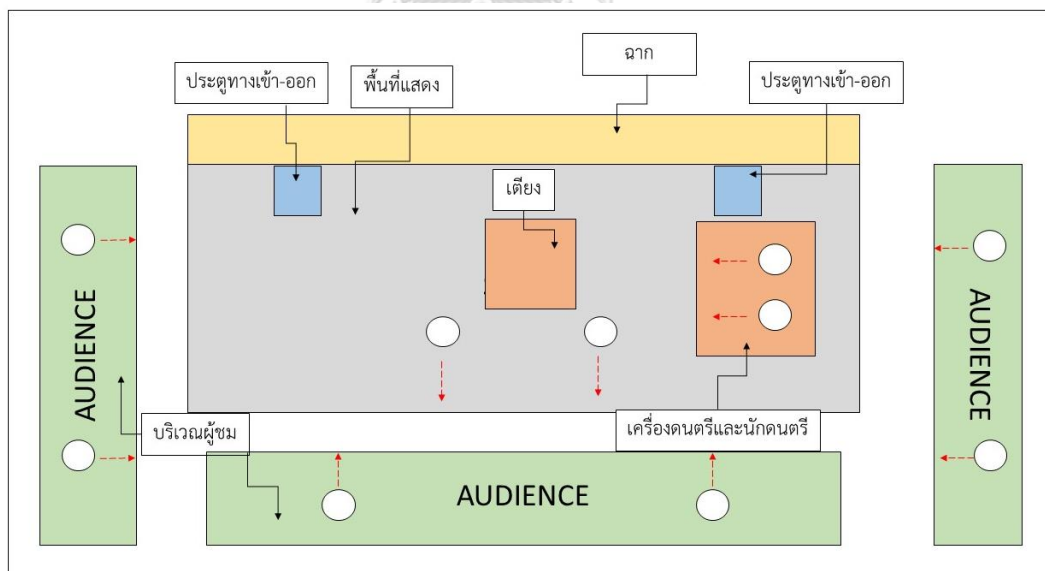 ฉาก
ประตูทางเข้า-ออก
พื้นที่แสดง
ประตูทางเข้า-ออก
เตียง
AUDIENCE
AUDIENCE
บริเวณผู้ชม
เครื่องดนตรีและนักดนตรี
AUDIENCE